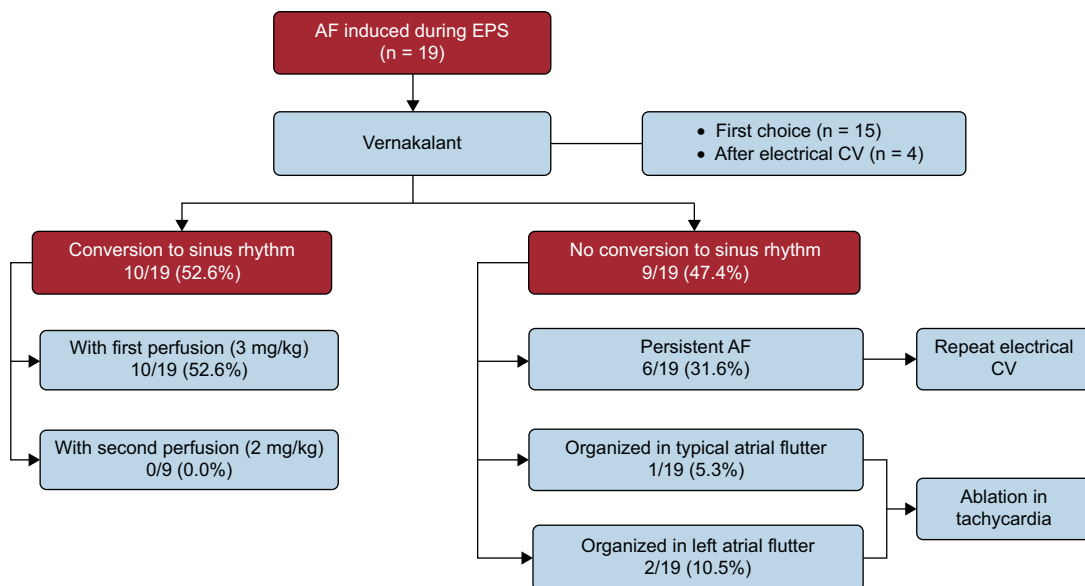 AF induced during EPS
(n = 19)
Vernakalant
• First choice (n = 15)
• After electrical CV (n = 4)
Conversion to sinus rhythm
10/19 (52.6%)
No conversion to sinus rhythm
9/19 (47.4%)
With first perfusion (3 mg/kg)
10/19 (52.6%)
Persistent AF
6/19 (31.6%)
Repeat electrical
CV
With second perfusion (2 mg/kg)
0/9 (0.0%)
Organized in typical atrial flutter
1/19 (5.3%)
Ablation in
tachycardia
Organized in left atrial flutter
2/19 (10.5%)